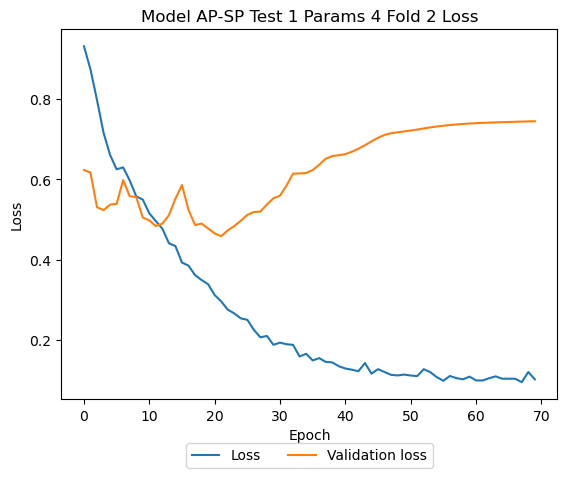 Model AP-SP Test 1 Params 4 Fold 2 Loss
0.8
0.6
0.4
0.2
Loss
0 10 20 30 40 50 60 70
Epoch
Loss Validation loss